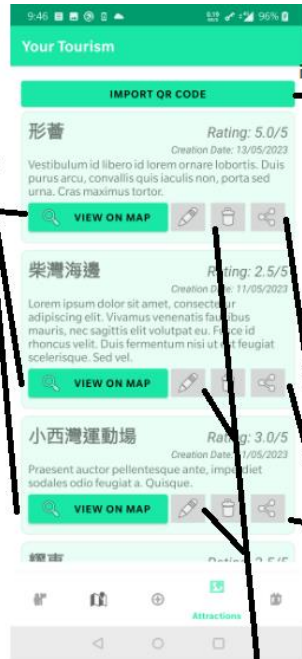 9:46
96%
Your Tourism
IMPORT QR CODE
形薈
Rating: 5.0/5
Creation Date: 13/05/2023
Vestibulum id libero id lorem ornare lobortis. Duis
purus arcu, convallis quis iaculis non, porta sed
urna. Cras maximus tortor.
VIEW ON MAP
柴灣海邊
Rating: 2.5/5
Creation Date: 11/05/2023
Lorem ipsum dolor sit amet, consectetur
adipiscing elit. Vivamus venenatis faucibus
mauris, nec sagittis elit volutpat eu. Fusce id
rhoncus velit. Duis fermentum nisi ut est feugiat
scelerisque. Sed vel.
VIEW ON MAP
小西灣運動場
Rating: 3.0/5
Creation Date: 11/05/2023
Praesent auctor pellentesque ante, imperdiet
sodales odio feugiat a. Quisque.
VIEW ON MAP
Attractions